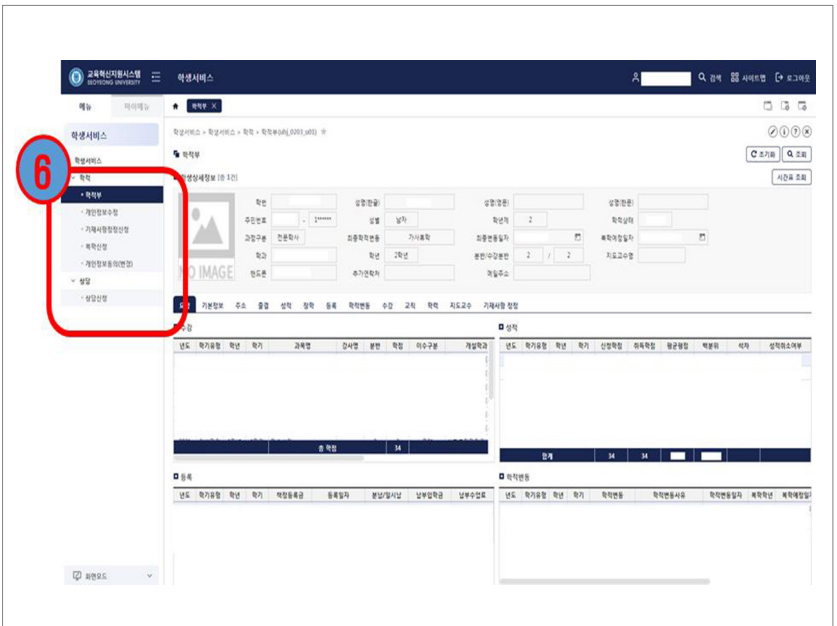 교육혁신지원시스템 학생서비스 검색 사이트맵 로그아웃
SEOYEONG UNIVERSITY
메뉴 마이메뉴 학적부 X
학생서비스
학생서비스 > 학생서비스 > 학적 > 학적부(uhj_0203_u01)
6
학생서비스
학적부 초기화 조회
학적
학생상세정보 [총 1건] 시간표 조회
학적부
개인정보수정
기재사항정정신청
복학신청
개인정보동의(변경)
상담
상담신청
학번 성명(한글) 성명(영문) 성명(한문)
주민번호 - 1****** 성별 남자 학년제 2 학적상태
과정구분 전문학사 최종학적변동 가사휴학 최종변동일자 복학예정일자
학과 학년 2학년 분반/수강분반 2 / 2 지도교수명
핸드폰 추가연락처 메일주소
NO IMAGE
기본정보 주소 출결 성적 장학 등록 학적변동 수강 교직 학력 지도교수 기재사항 정정
수강 성적
년도 학기유형 학년 학기 과목명 강사명 분반 학점 이수구분 개설학과
년도 학기유형 학년 학기 신청학점 취득학점 평균평점 백분위 석차 성적취소여부
총 학점 34
합계 34 34
등록 학적변동
년도 학기유형 학년 학기 책정등록금 등록일자 분납/일시납 납부입학금 납부수업료
년도 학기유형 학년 학기 학적변동 학적변동사유 학적변동일자 복학학년 복학예정일자
화면모드